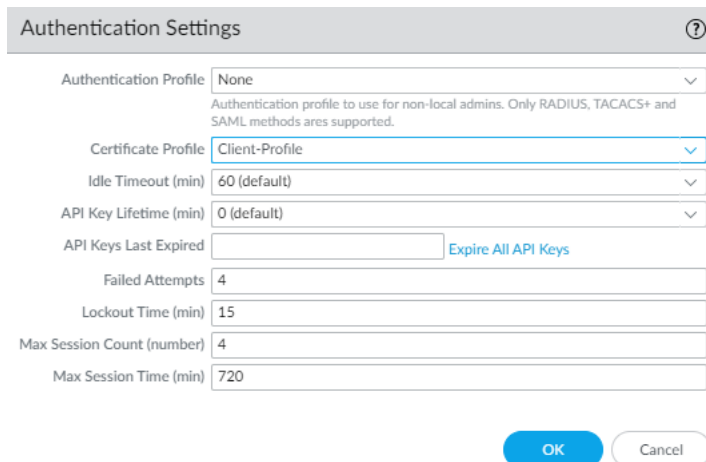 Authentication Settings
Authentication Profile None
Authentication profile to use for non-local admins. Only RADIUS, TACACS+ and
SAML methods ares supported.
Certificate Profile Client-Profile
Idle Timeout (min) 60 (default)
API Key Lifetime (min) 0 (default)
API Keys Last Expired Expire All API Keys
Failed Attempts 4
Lockout Time (min) 15
Max Session Count (number) 4
Max Session Time (min) 720
OK Cancel